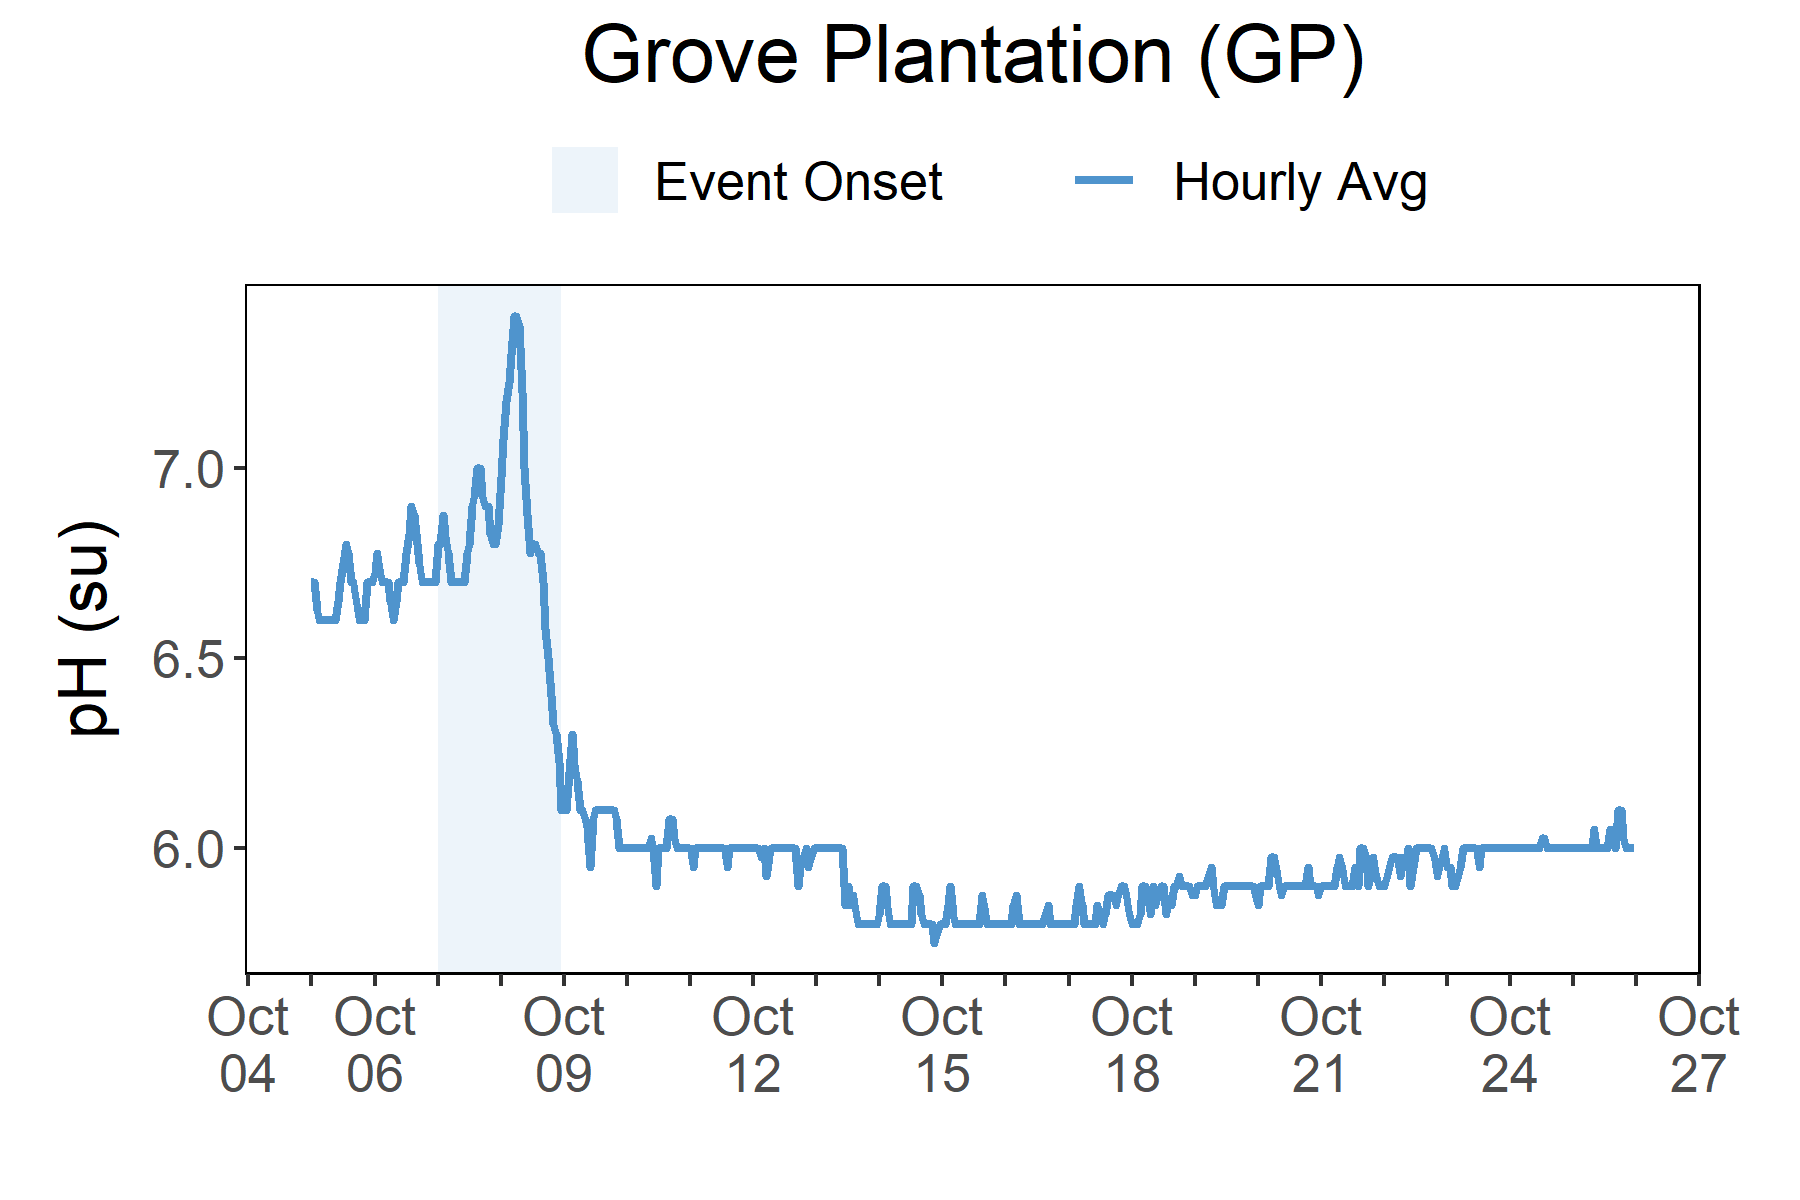 Grove Plantation (GP)
Event Onset Hourly Avg
pH (su)
7.0
6.5
6.0
Oct Oct Oct Oct Oct Oct Oct Oct Oct
04 06 09 12 15 18 21 24 27